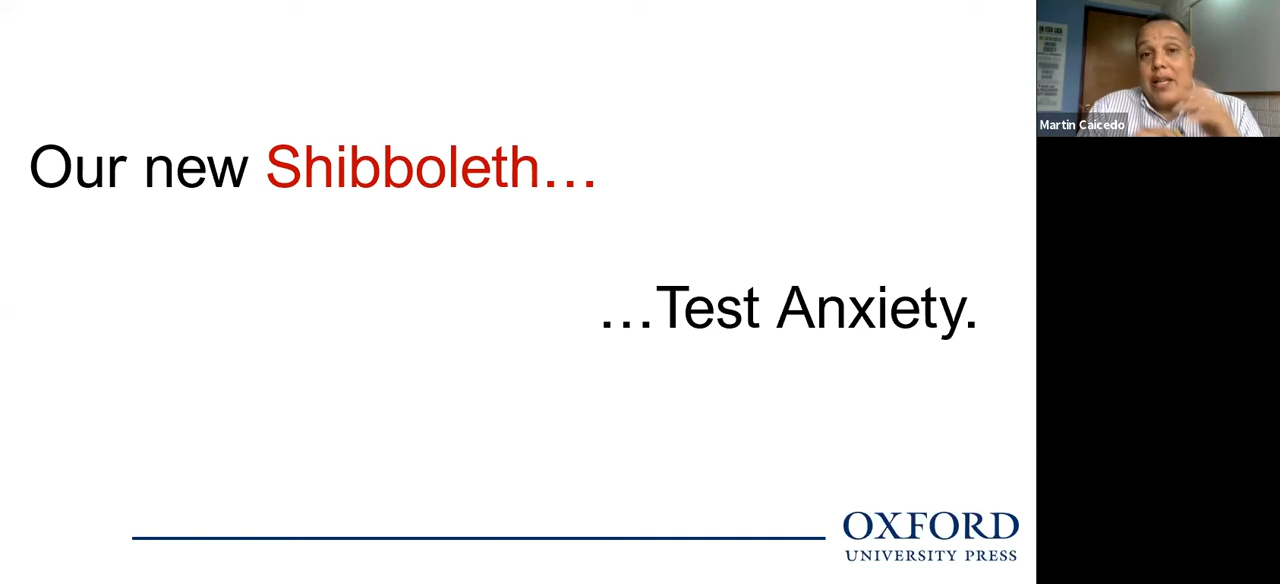 Our new Shibboleth…
…Test Anxiety.
OXFORD
UNIVERSITY PRESS
Martin Caicedo